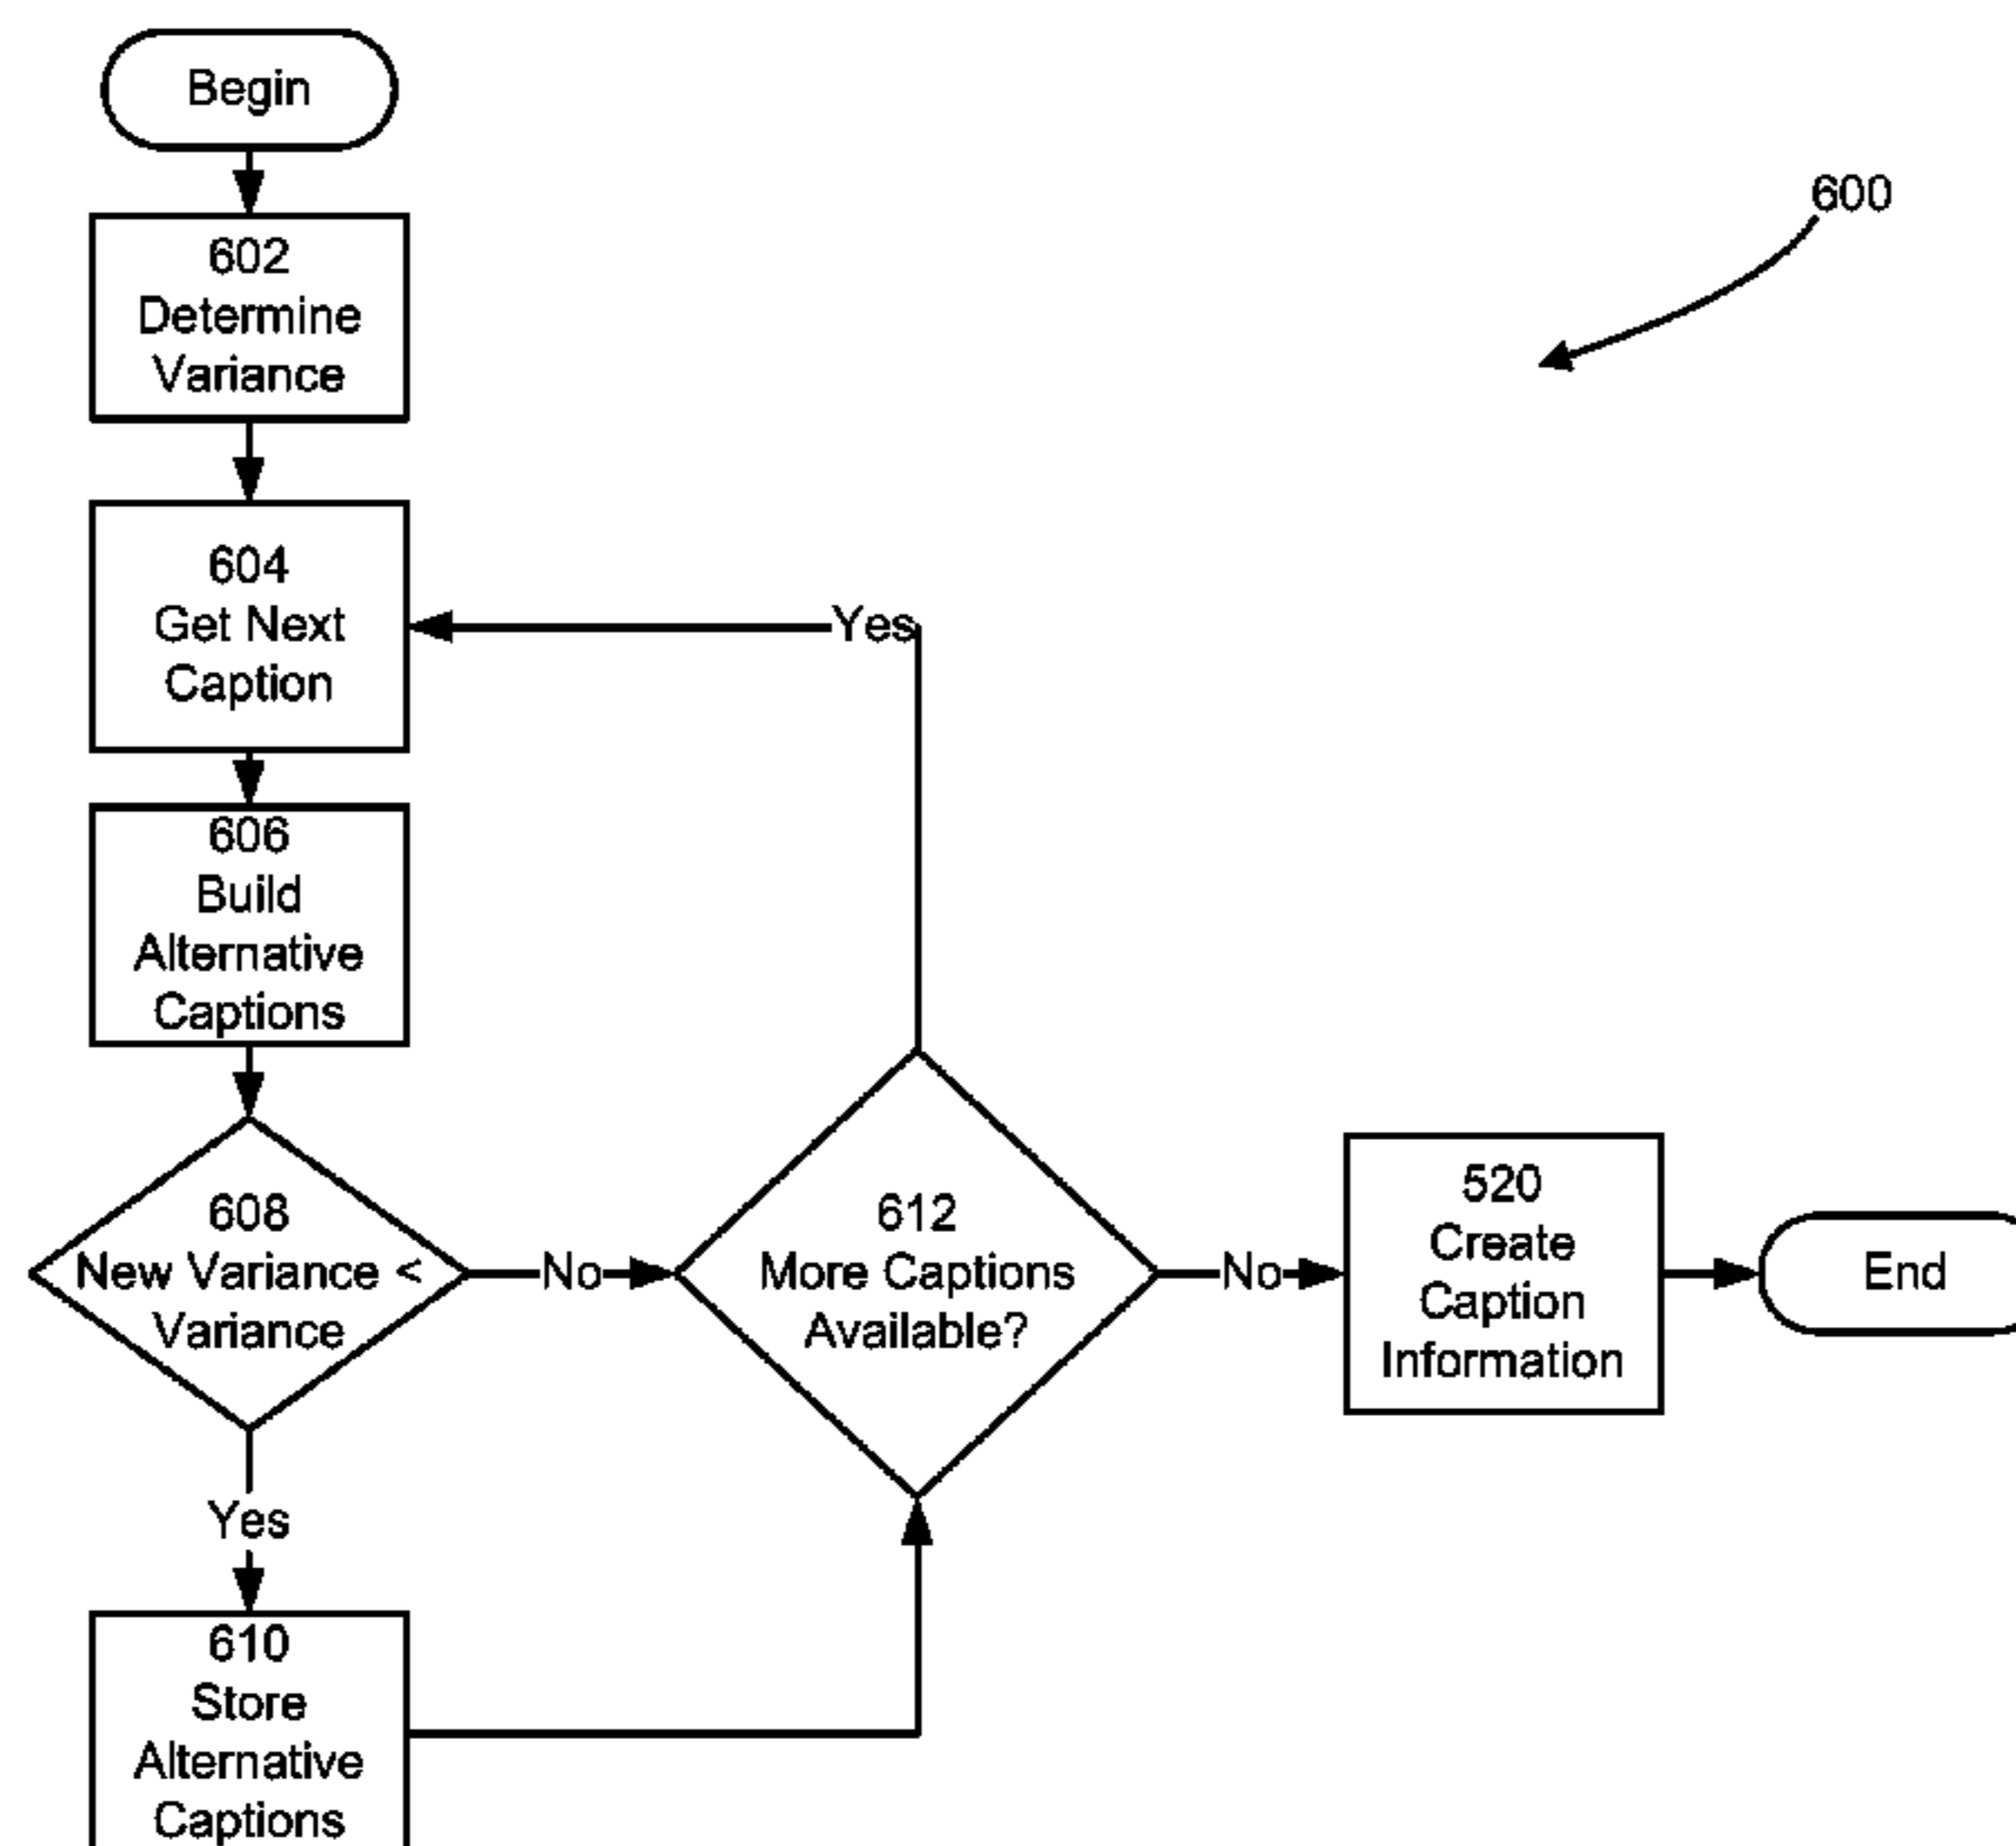 Begin
600
602
Determine
Variance
604
Get Next
Caption
Yes
606
Build
Alternative
Captions
608
New Variance <
Variance
No
612
More Captions
Available?
No
520
Create
Caption
Information
End
Yes
610
Store
Alternative
Captions